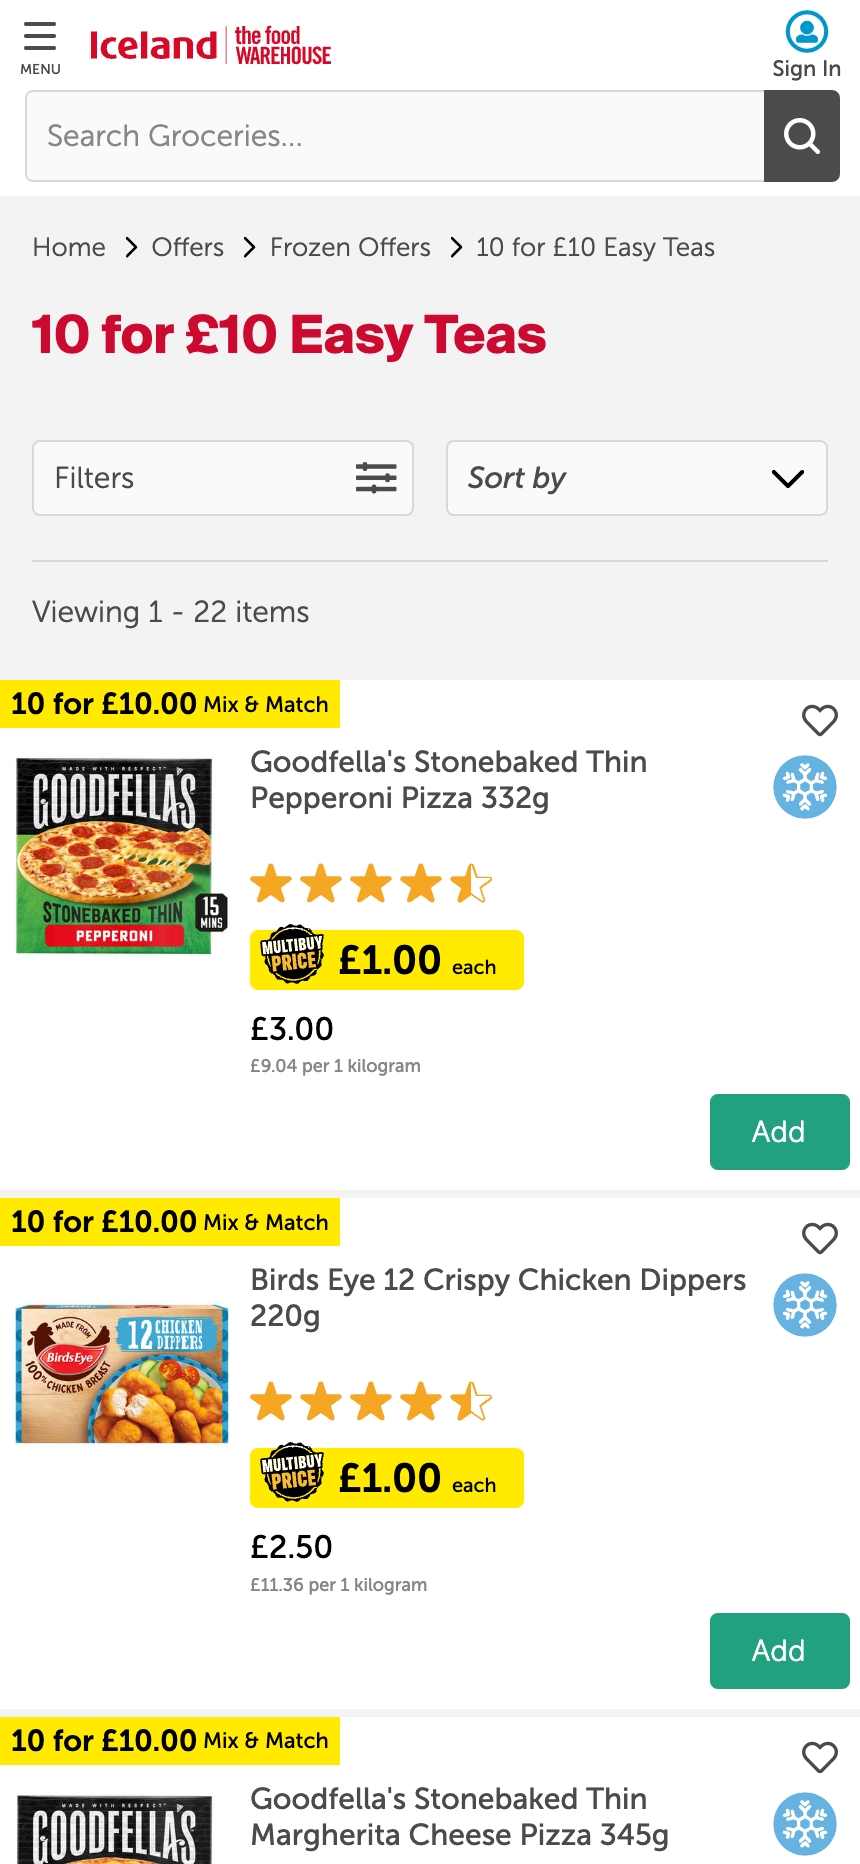 MENU
Iceland
the food
WAREHOUSE
Sign In
Search Groceries...
Home > Offers > Frozen Offers > 10 for £10 Easy Teas
10 for £10 Easy Teas
Filters
Sort by
Viewing 1 - 22 items
10 for £10.00 Mix & Match
MADE WITH RESPECT
GOODFELLA'S
STONEBAKED THIN
PEPPERONI
15
MINS
Goodfella's Stonebaked Thin
Pepperoni Pizza 332g
MULTIBUY
PRICE
£1.00 each
£3.00
£9.04 per 1 kilogram
Add
10 for £10.00 Mix & Match
MADE FROM
BirdsEye
100% CHICKEN BREAST
12 CHICKEN
DIPPERS
Birds Eye 12 Crispy Chicken Dippers
220g
MULTIBUY
PRICE
£1.00 each
£2.50
£11.36 per 1 kilogram
Add
10 for £10.00 Mix & Match
MADE WITH RESPECT
GOODFELLA'S
Goodfella's Stonebaked Thin
Margherita Cheese Pizza 345g